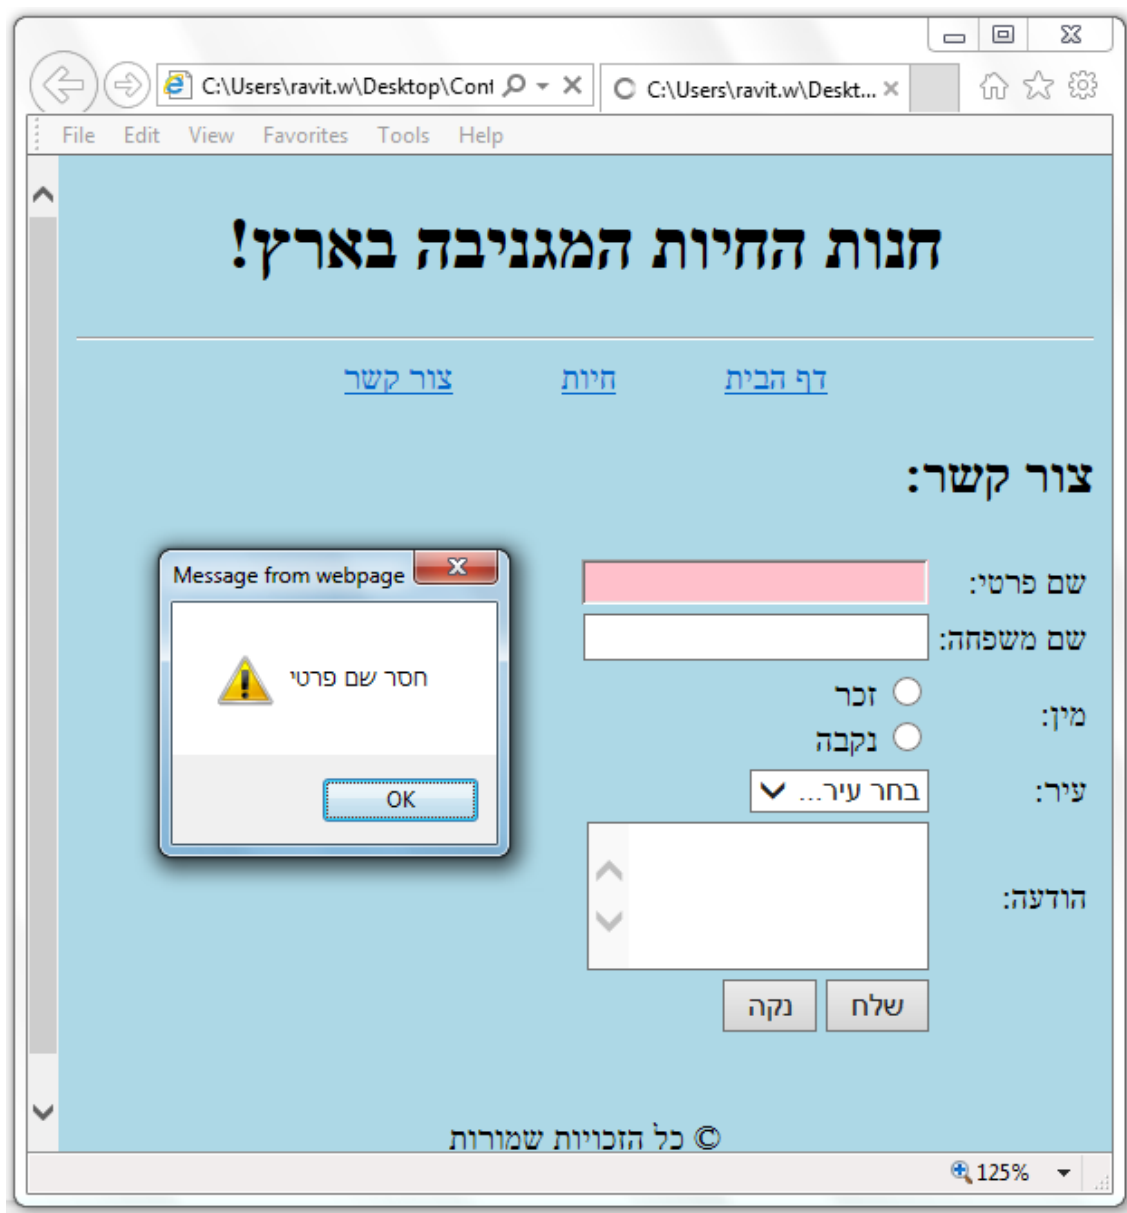 C:\Users\ravit.w\Desktop\Cont
C:\Users\ravit.w\Deskt...
File Edit View Favorites Tools Help
חנות החיות המגניבה בארץ!
דף הבית חיות צור קשר
צור קשר:
שם פרטי:
שם משפחה:
מין:
זכר
נקבה
עיר:
בחר עיר...
הודעה:
שלח נקה
Message from webpage
חסר שם פרטי
OK
© כל הזכויות שמורות
125%